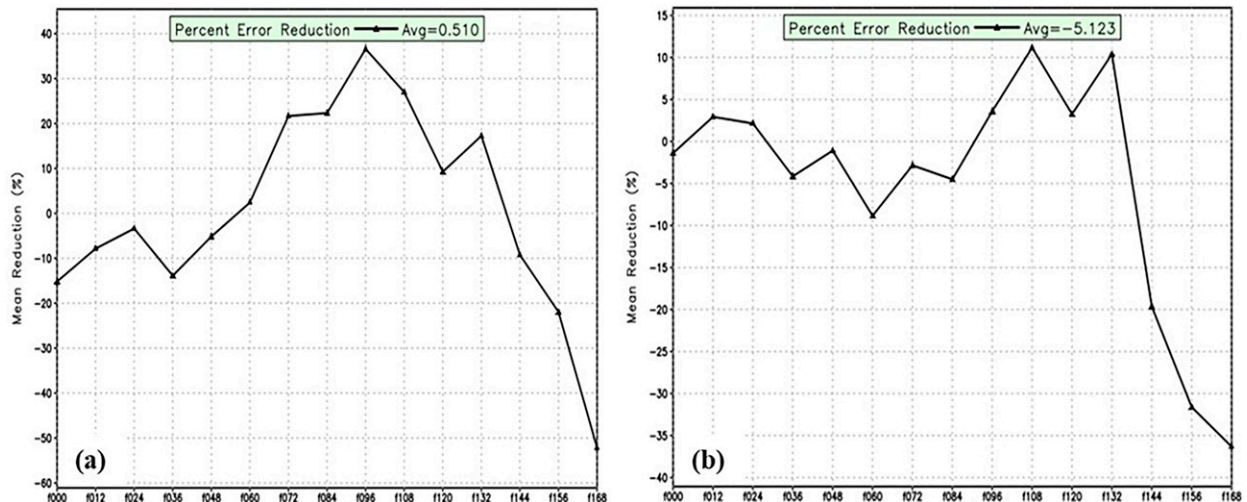 Percent Error Reduction Avg=0.510
Mean Reduction (%)
40
30
20
10
0
−10
−20
−30
−40
−50
−60
(a)
f000 f012 f024 f036 f048 f060 f072 f084 f096 f108 f120 f132 f144 f156 f168
Percent Error Reduction Avg=−5.123
Mean Reduction (%)
15
10
5
0
−5
−10
−15
−20
−25
−30
−35
−40
(b)
f000 f012 f024 f036 f048 f060 f072 f084 f096 f108 f120 f132 f144 f156 f168